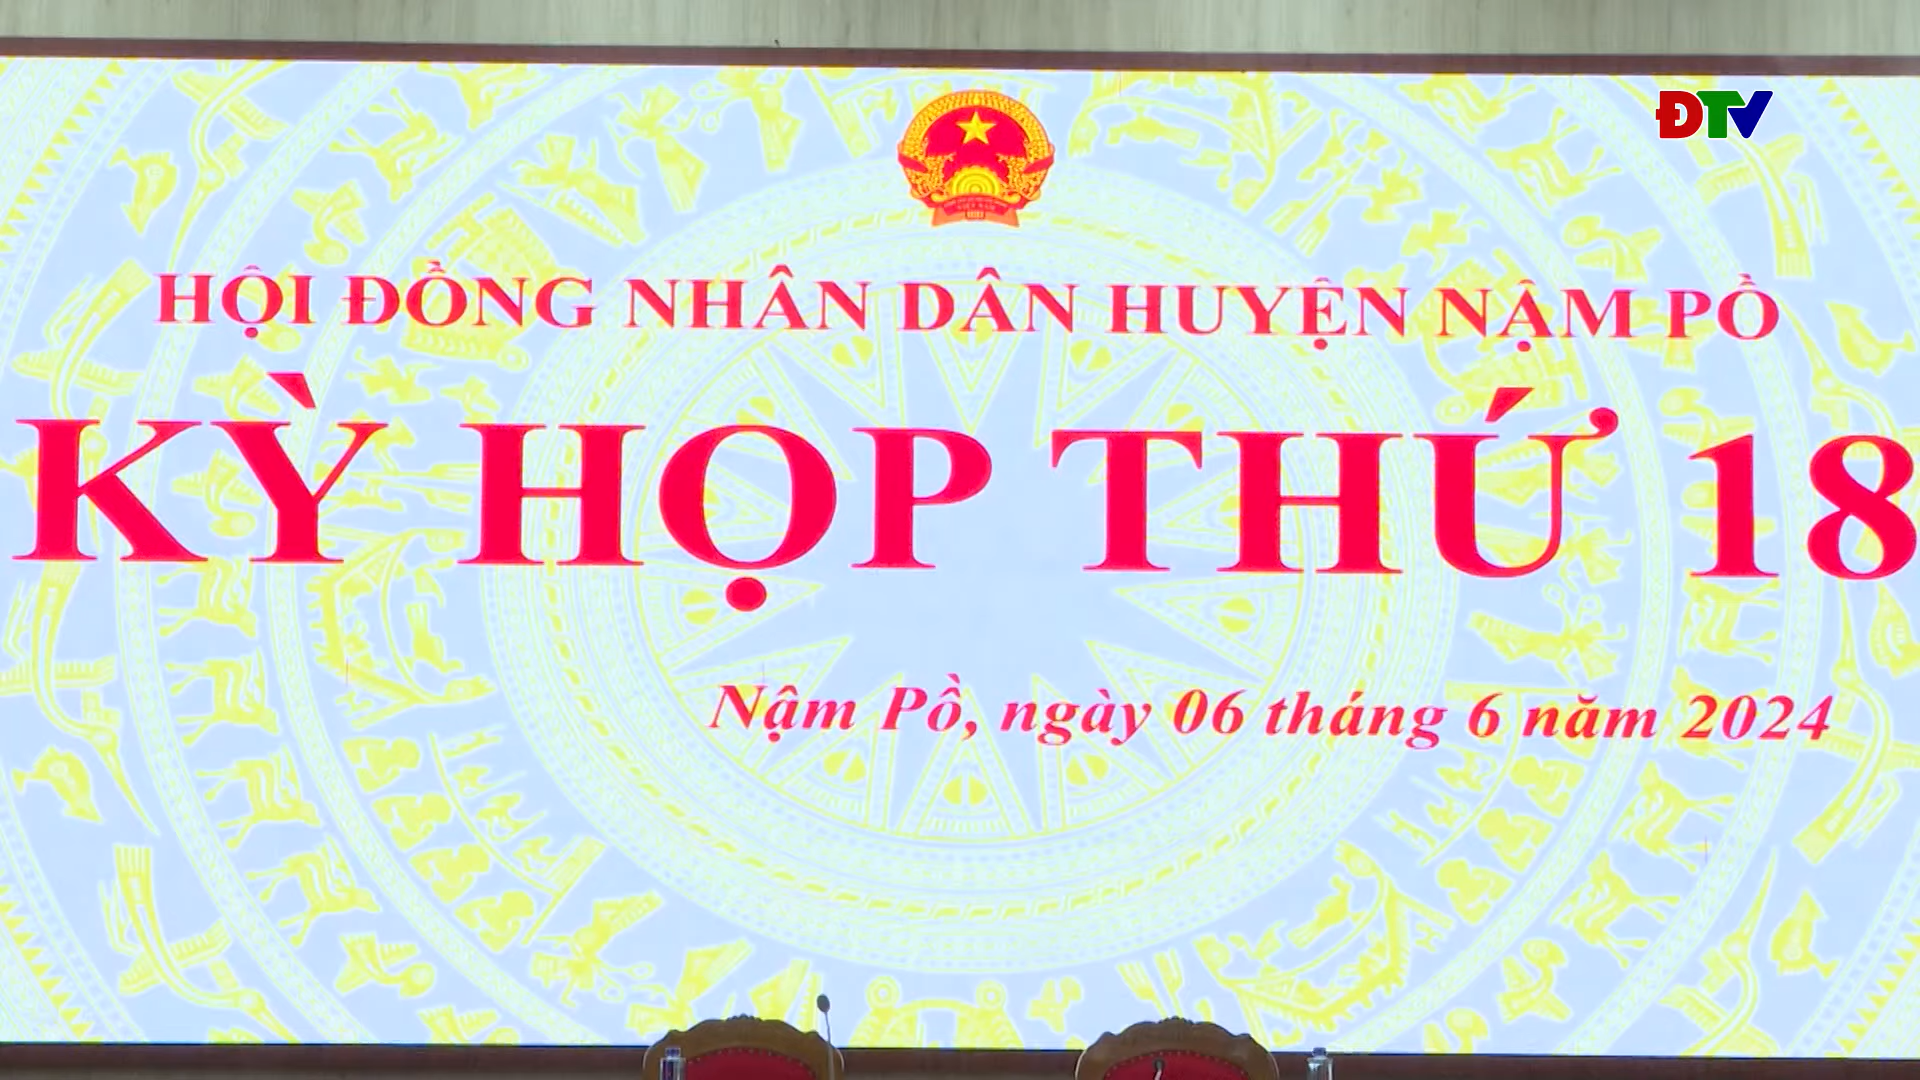 ĐTV
HỘI ĐỒNG NHÂN DÂN HUYỆN NẬM PỒ
KỲ HỌP THỨ 18
Nậm Pồ, ngày 06 tháng 6 năm 2024